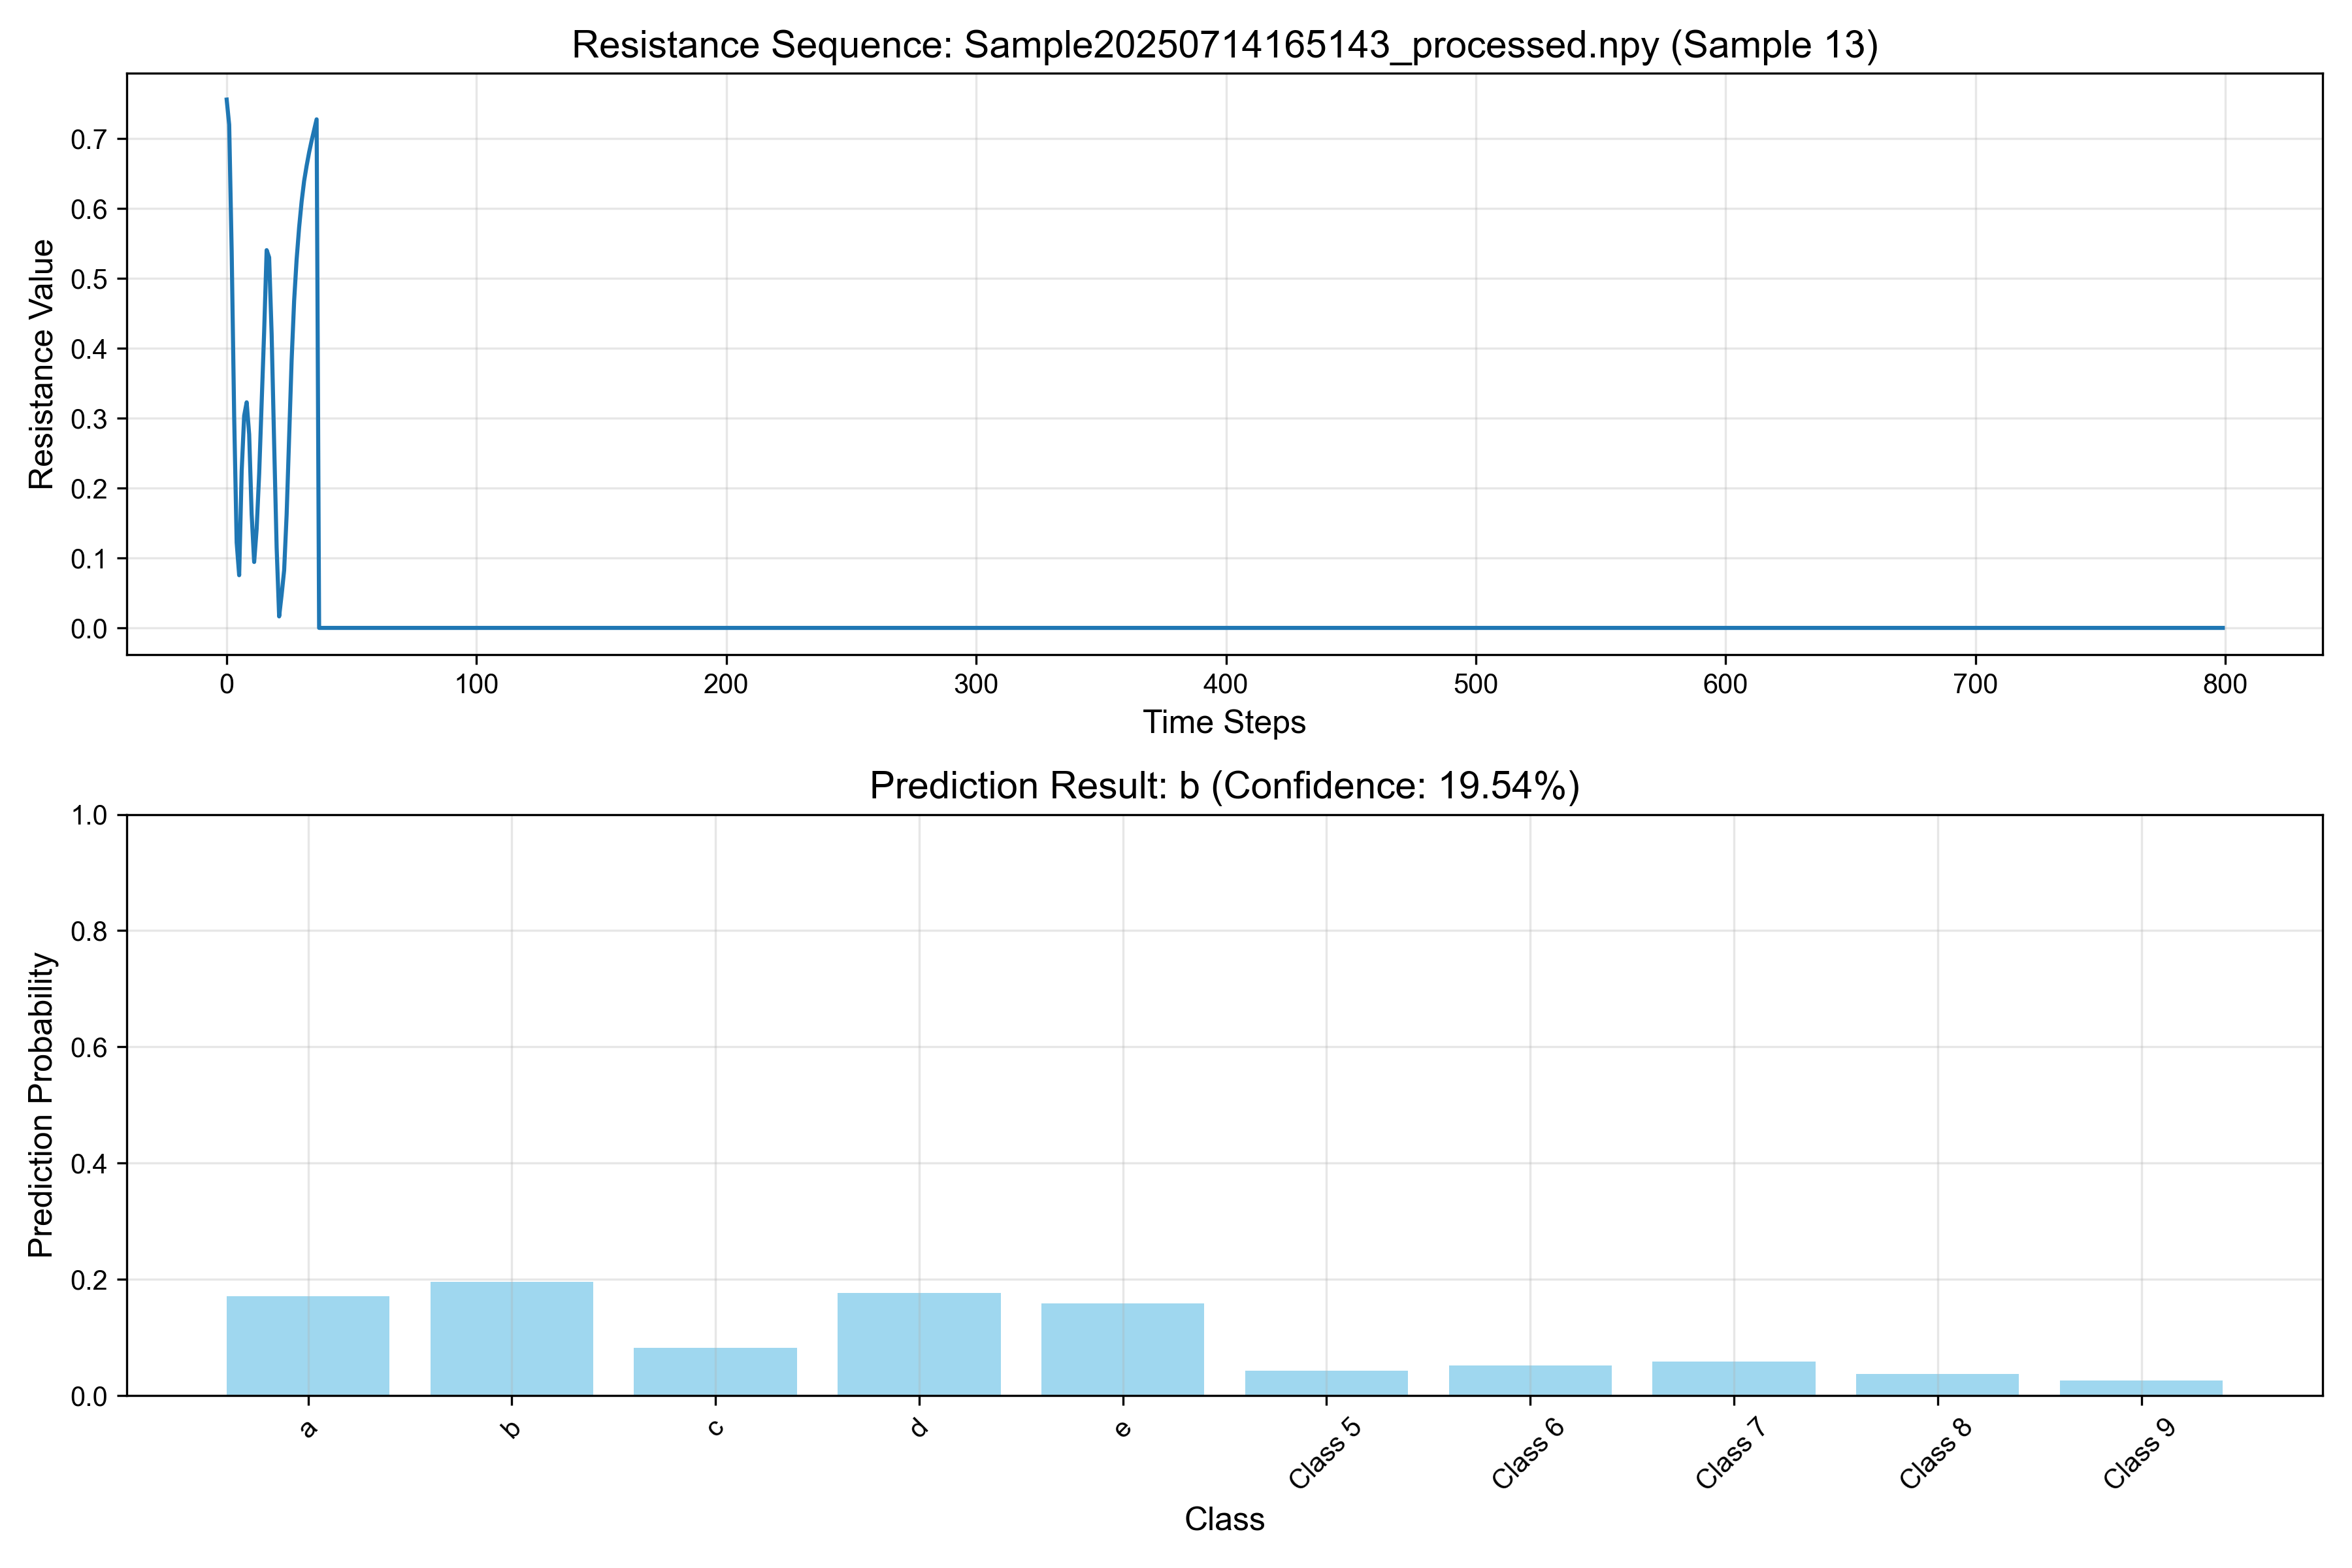 Resistance Sequence: Sample20250714165143_processed.npy (Sample 13)
Resistance Value
0.7
0.6
0.5
0.4
0.3
0.2
0.1
0.0
0 100 200 300 400 500 600 700 800
Time Steps
Prediction Result: b (Confidence: 19.54%)
Prediction Probability
1.0
0.8
0.6
0.4
0.2
0.0
a b c d e Class 5 Class 6 Class 7 Class 8 Class 9
Class